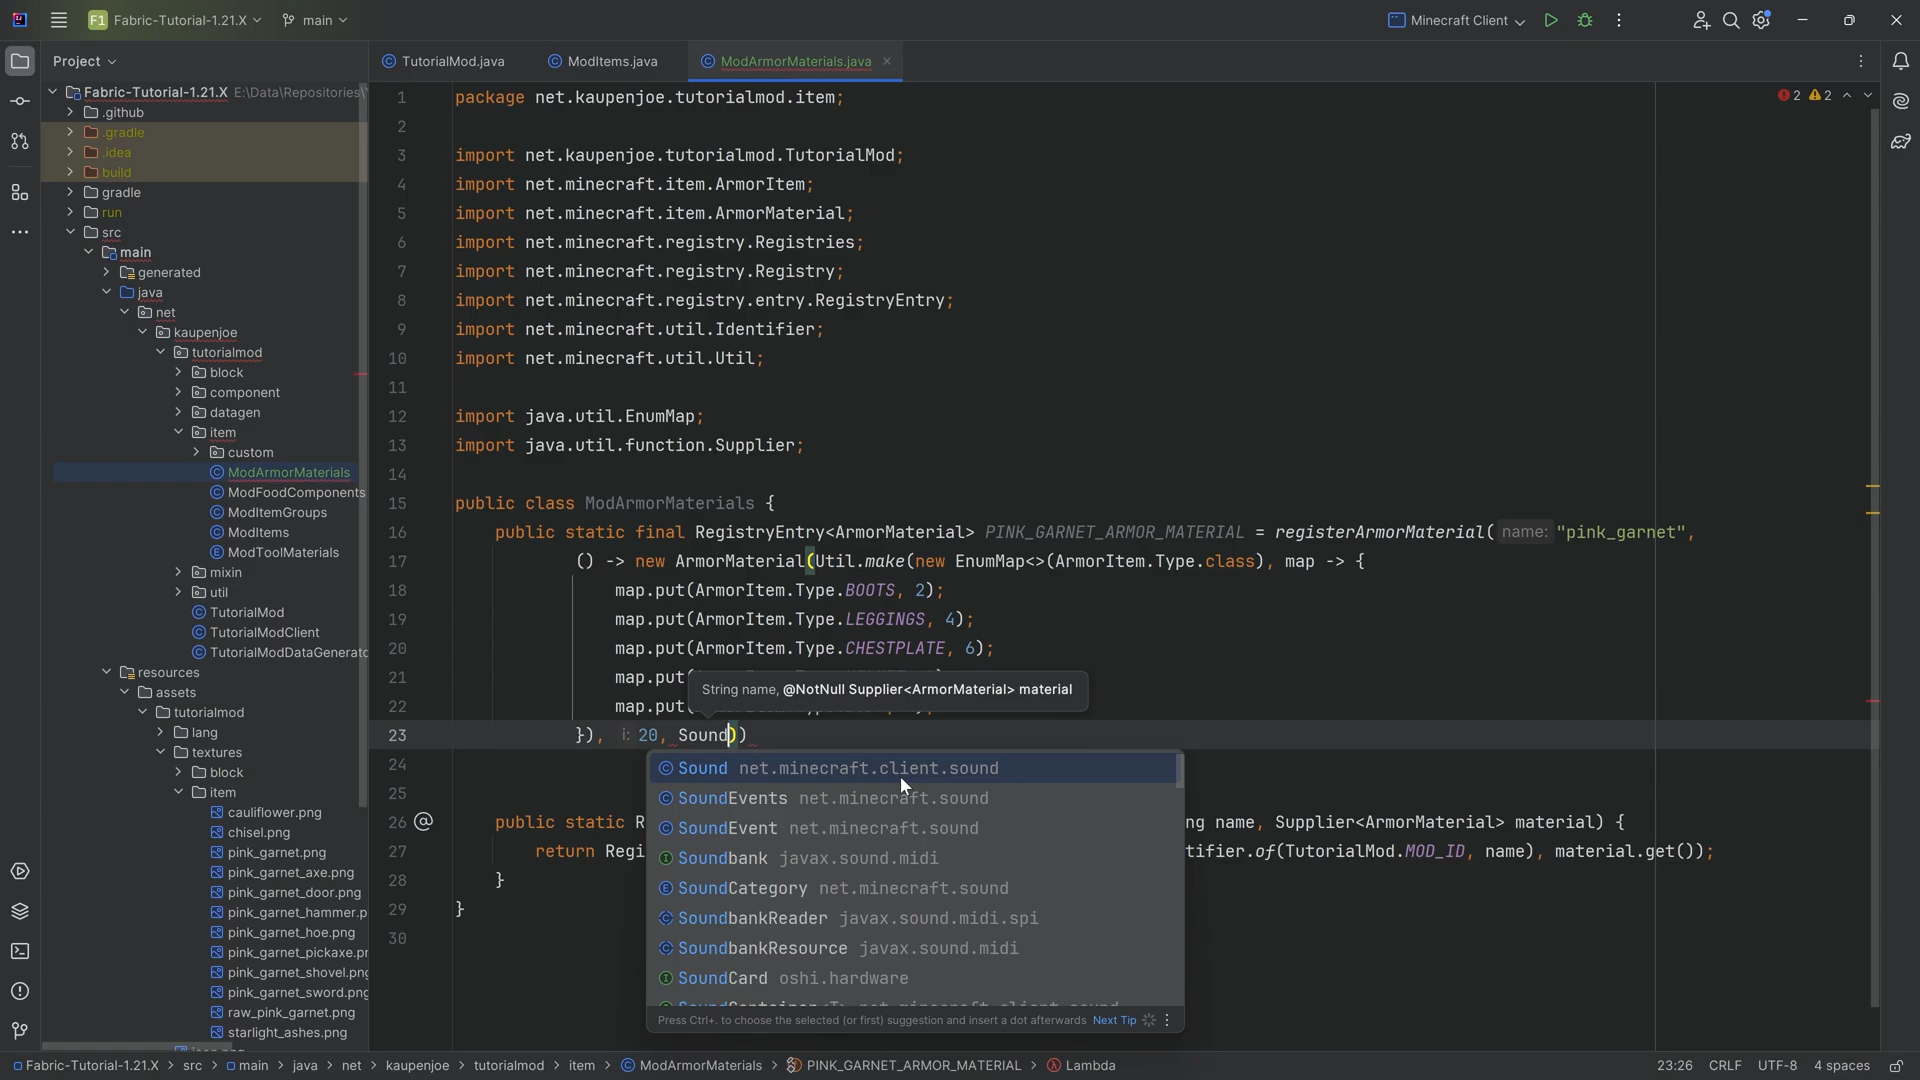 F1 Fabric-Tutorial-1.21.X main Minecraft Client
Project
TutorialMod.java ModItems.java ModArmorMaterials.java
Fabric-Tutorial-1.21.X E:\Data\Repositories\
.github
.gradle
.idea
build
gradle
run
src
main
generated
java
net
kaupenjoe
tutorialmod
block
component
datagen
item
custom
ModArmorMaterials
ModFoodComponents
ModItemGroups
ModItems
ModToolMaterials
mixin
util
TutorialMod
TutorialModClient
TutorialModDataGenerato
resources
assets
tutorialmod
lang
textures
block
item
cauliflower.png
chisel.png
pink_garnet.png
pink_garnet_axe.png
pink_garnet_door.png
pink_garnet_hammer.p
pink_garnet_hoe.png
pink_garnet_pickaxe.pr
pink_garnet_shovel.png
pink_garnet_sword.png
raw_pink_garnet.png
starlight_ashes.png
2 2
1 package net.kaupenjoe.tutorialmod.item;
2
3 import net.kaupenjoe.tutorialmod.TutorialMod;
4 import net.minecraft.item.ArmorItem;
5 import net.minecraft.item.ArmorMaterial;
6 import net.minecraft.registry.Registries;
7 import net.minecraft.registry.Registry;
8 import net.minecraft.registry.entry.RegistryEntry;
9 import net.minecraft.util.Identifier;
10 import net.minecraft.util.Util;
11
12 import java.util.EnumMap;
13 import java.util.function.Supplier;
14
15 public class ModArmorMaterials {
16 public static final RegistryEntry<ArmorMaterial> PINK_GARNET_ARMOR_MATERIAL = registerArmorMaterial( name: "pink_garnet",
17 () -> new ArmorMaterial(Util.make(new EnumMap<>(ArmorItem.Type.class), map -> {
18 map.put(ArmorItem.Type.BOOTS, 2);
19 map.put(ArmorItem.Type.LEGGINGS, 4);
20 map.put(ArmorItem.Type.CHESTPLATE, 6);
21 map.put
String name, @NotNull Supplier<ArmorMaterial> material
22 map.put(
23 }), i: 20, Sound))
24
25
26 public static R ng name, Supplier<ArmorMaterial> material) {
27 return Regi tifier.of(TutorialMod.MOD_ID, name), material.get());
28 }
29 }
30
Sound net.minecraft.client.sound
SoundEvents net.minecraft.sound
SoundEvent net.minecraft.sound
Soundbank javax.sound.midi
SoundCategory net.minecraft.sound
SoundbankReader javax.sound.midi.spi
SoundbankResource javax.sound.midi
SoundCard oshi.hardware
Press Ctrl+. to choose the selected (or first) suggestion and insert a dot afterwards Next Tip
Fabric-Tutorial-1.21.X > src > main > java > net > kaupenjoe > tutorialmod > item > ModArmorMaterials > PINK_GARNET_ARMOR_MATERIAL > Lambda
23:26 CRLF UTF-8 4 spaces